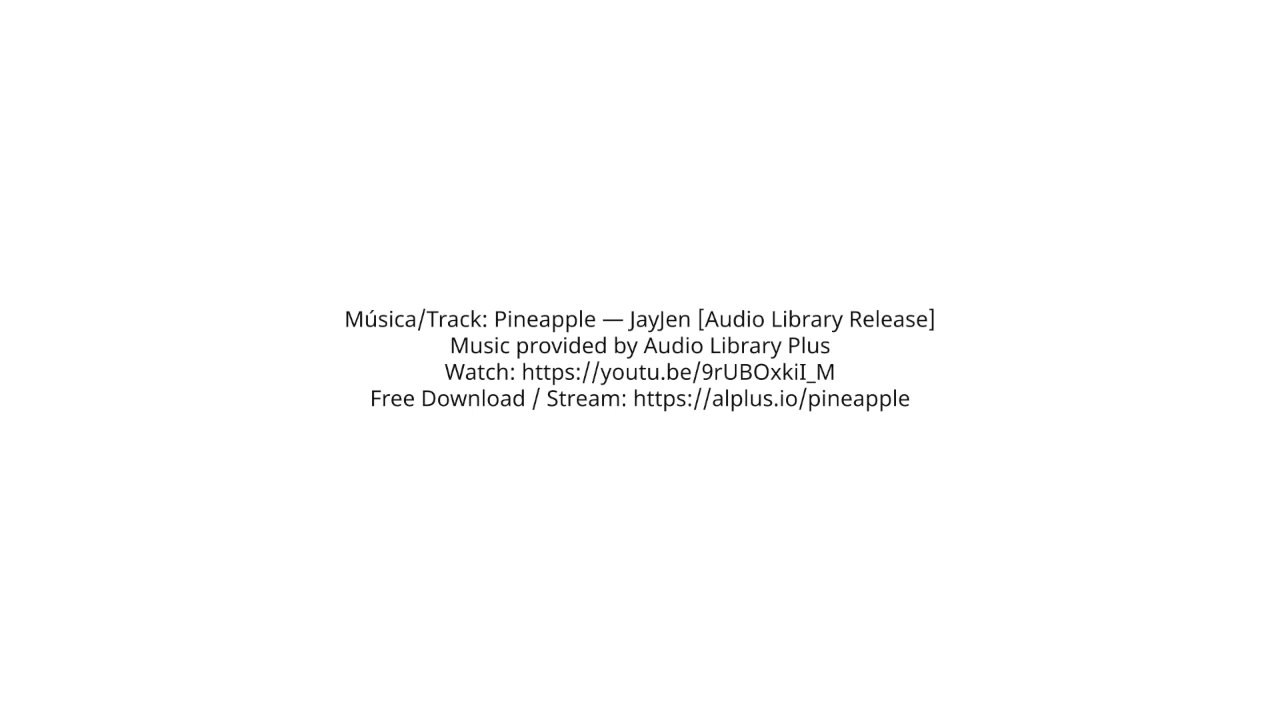 Música/Track: Pineapple — JayJen [Audio Library Release]
Music provided by Audio Library Plus
Watch: https://youtu.be/9rUBOxkiI_M
Free Download / Stream: https://alplus.io/pineapple